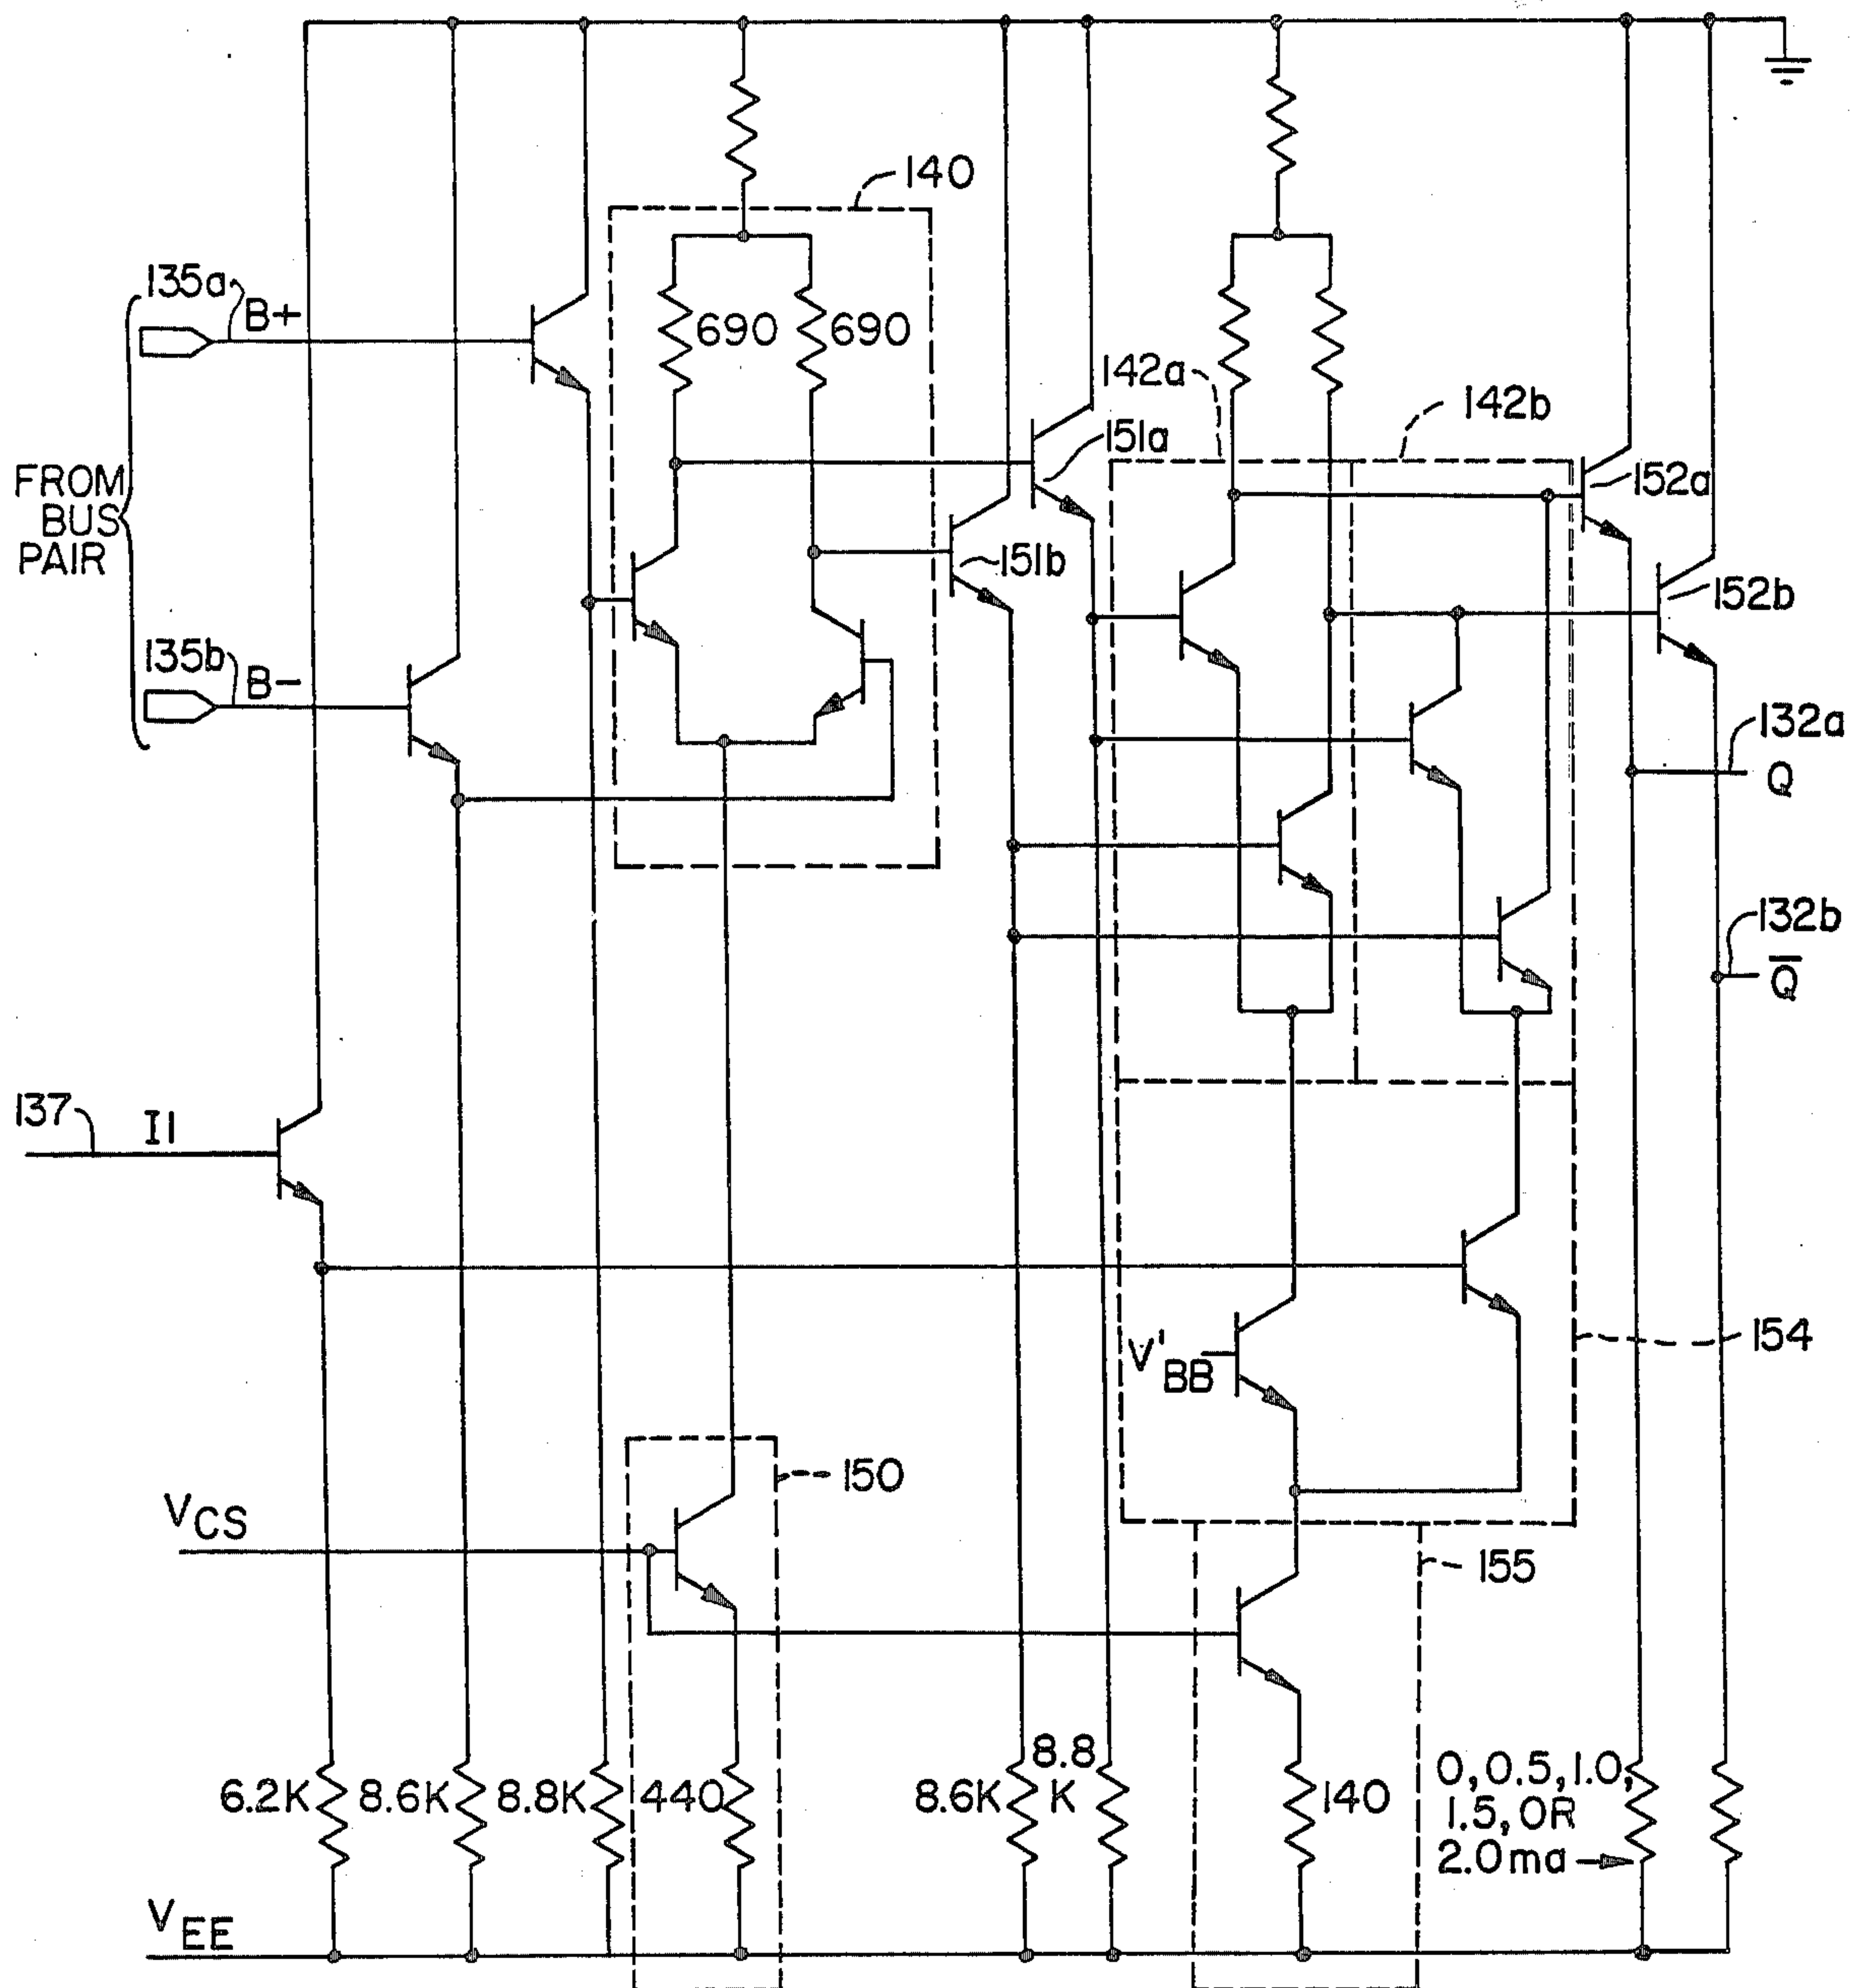 140
135a
B+
690
690
142a
142b
151a
FROM
BUS
PAIR
152a
151b
152b
135b
B-
132a
Q
132b
Q̅
137
I1
V'BB
154
150
VCS
155
6.2K
8.6K
8.8K
440
8.6K
8.8
K
140
0, 0.5, 1.0,
1.5, OR
2.0 ma
VEE